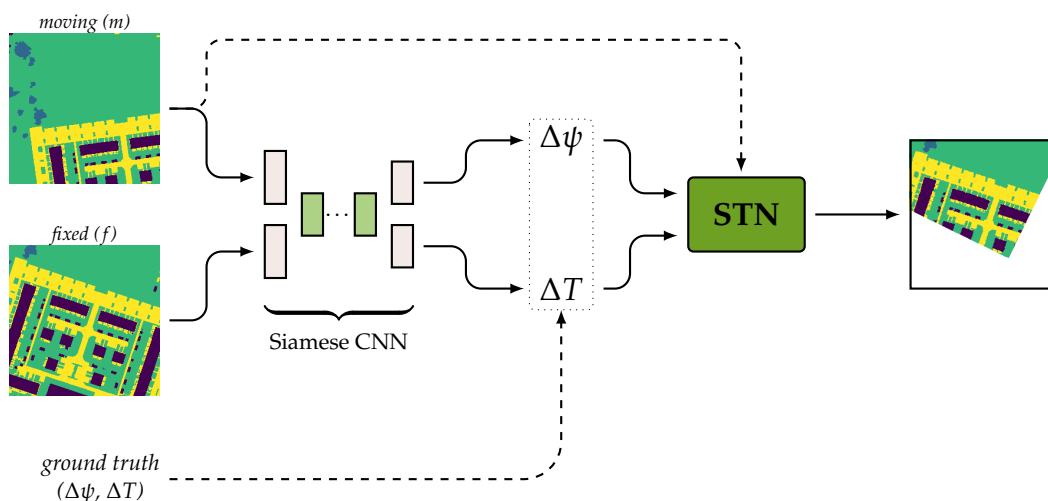 moving (m)
fixed (f)
...
Siamese CNN
Δψ
ΔT
STN
ground truth
(Δψ, ΔT)